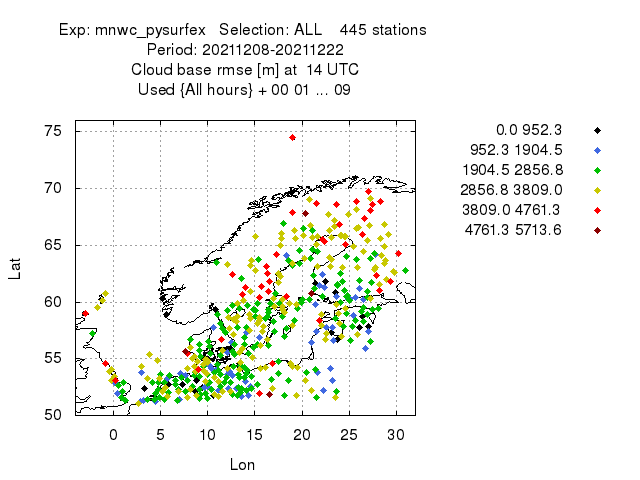 Exp: mnwc_pysurfex Selection: ALL 445 stations
Period: 20211208-20211222
Cloud base rmse [m] at 14 UTC
Used {All hours} + 00 01 ... 09
0.0 952.3
952.3 1904.5
1904.5 2856.8
2856.8 3809.0
3809.0 4761.3
4761.3 5713.6
75
70
65
60
55
50
Lat
0 5 10 15 20 25 30
Lon